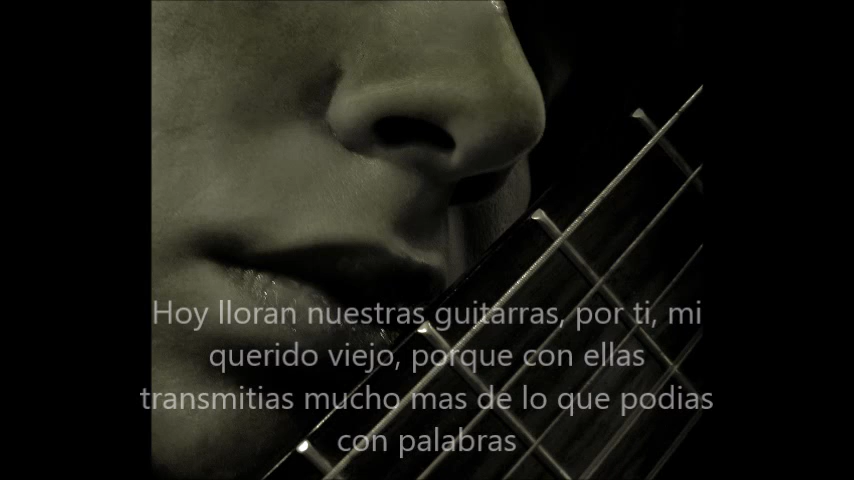 Hoy lloran nuestras guitarras, por ti, mi
querido viejo, porque con ellas
transmitias mucho mas de lo que podias
con palabras